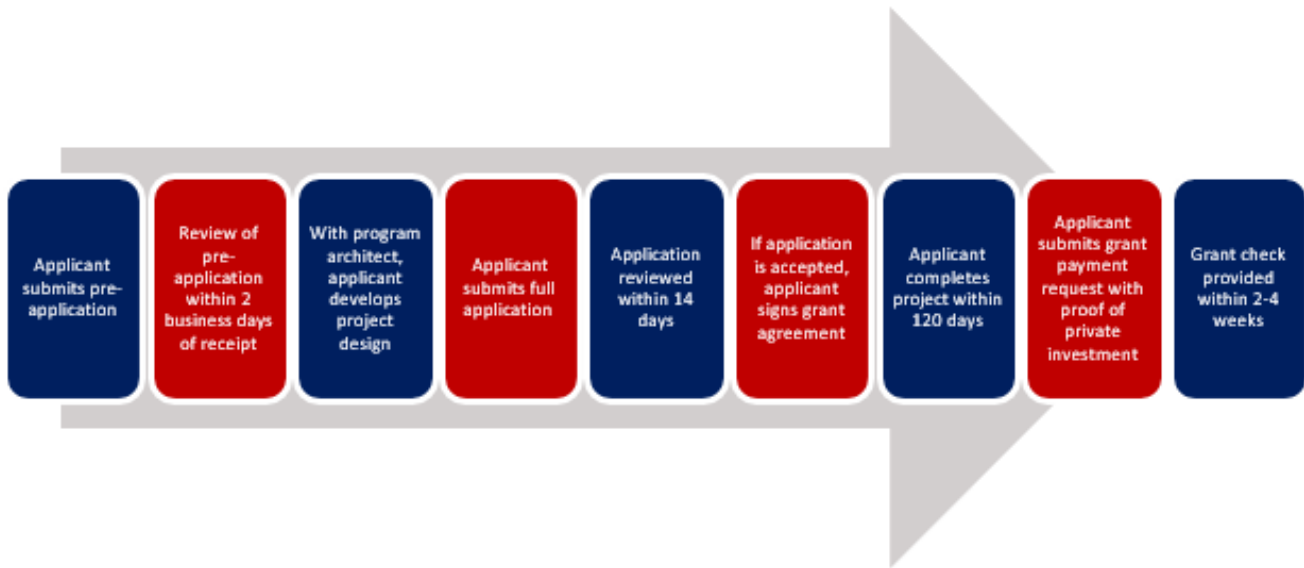 Applicant
submits pre-
application
Review of
pre-
application
within 2
business days
of receipt
With program
architect,
applicant
develops
project
design
Applicant
submits full
application
Application
reviewed
within 14
days
If application
is accepted,
applicant
signs grant
agreement
Applicant
completes
project within
120 days
Applicant
submits grant
payment
request with
proof of
private
investment
Grant check
provided
within 2-4
weeks